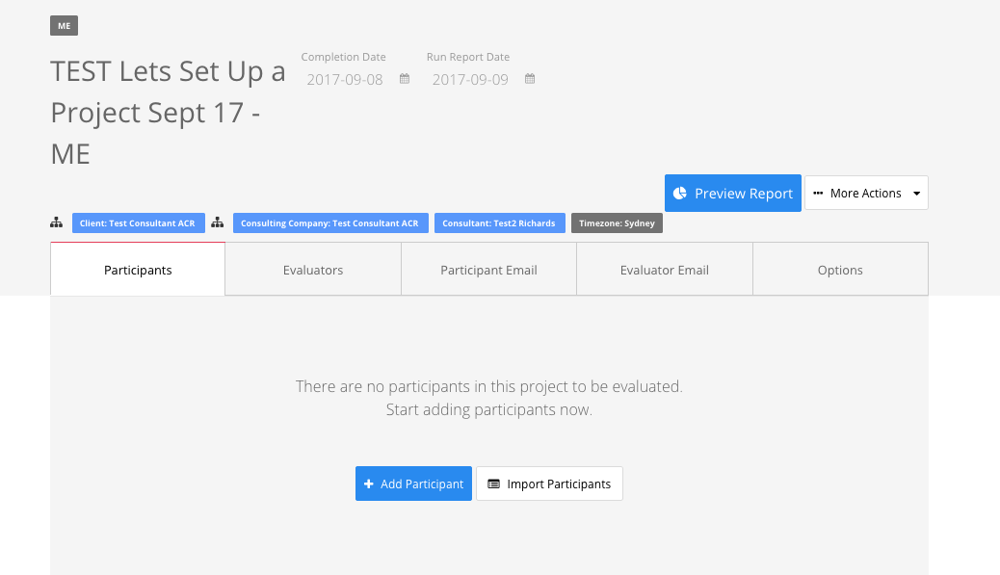 ME
TEST Lets Set Up a
Project Sept 17 -
ME
Completion Date
2017-09-08
Run Report Date
2017-09-09
Preview Report
More Actions
Client: Test Consultant ACR
Consulting Company: Test Consultant ACR
Consultant: Test2 Richards
Timezone: Sydney
Participants
Evaluators
Participant Email
Evaluator Email
Options
There are no participants in this project to be evaluated.
Start adding participants now.
Add Participant
Import Participants